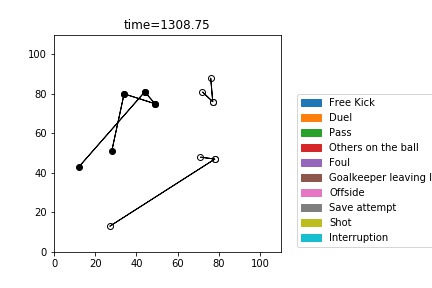 time=1308.75
100
80
60
40
20
0
0 20 40 60 80 100
Free Kick
Duel
Pass
Others on the ball
Foul
Goalkeeper leaving l
Offside
Save attempt
Shot
Interruption